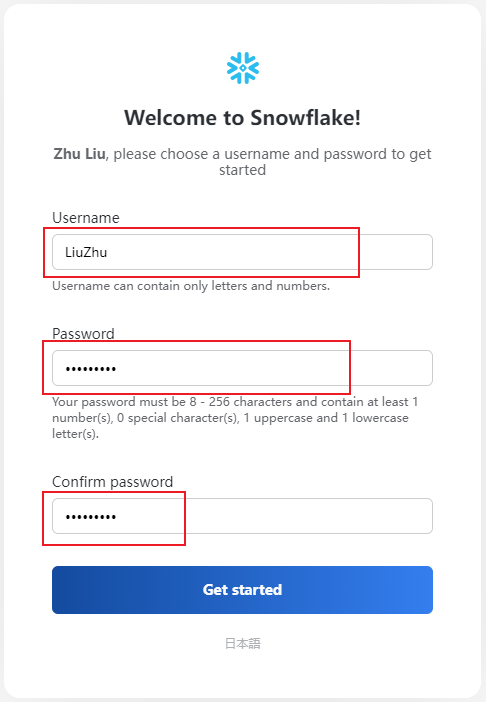 Welcome to Snowflake!
Zhu Liu, please choose a username and password to get
started
Username
LiuZhu
Username can contain only letters and numbers.
Password
•••••••••
Your password must be 8 - 256 characters and contain at least 1
number(s), 0 special character(s), 1 uppercase and 1 lowercase
letter(s).
Confirm password
•••••••••
Get started
日本語